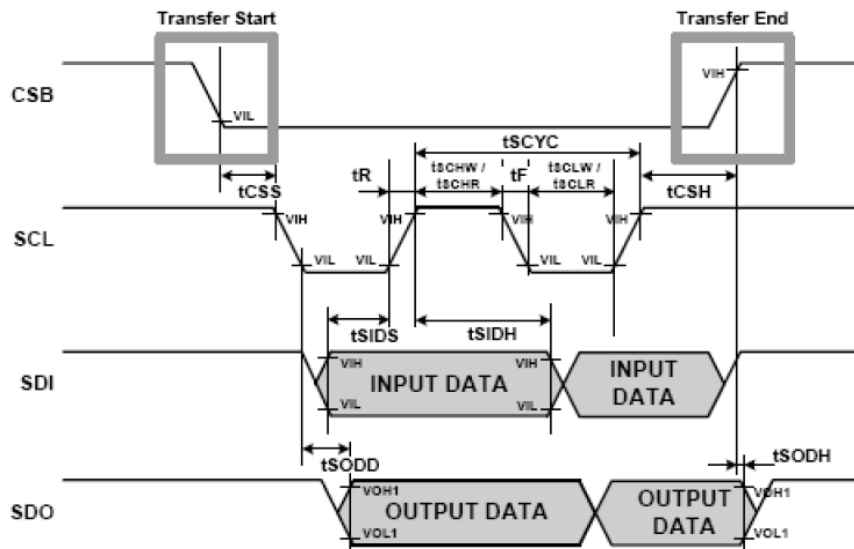 Transfer Start
Transfer End
CSB
VIL
VIH
tSCYC
tCSS
tR
tSCHW /
tSCHR
tF
tSCLW /
tSCLR
tCSH
SCL
VIH
VIH
VIH
VIH
VIL
VIL
VIL
VIL
tSIDS
tSIDH
SDI
VIH
VIH
INPUT DATA
INPUT
DATA
VIL
VIL
tSODD
tSODH
SDO
VOH1
OUTPUT DATA
OUTPUT
DATA
VOH1
VOL1
VOL1